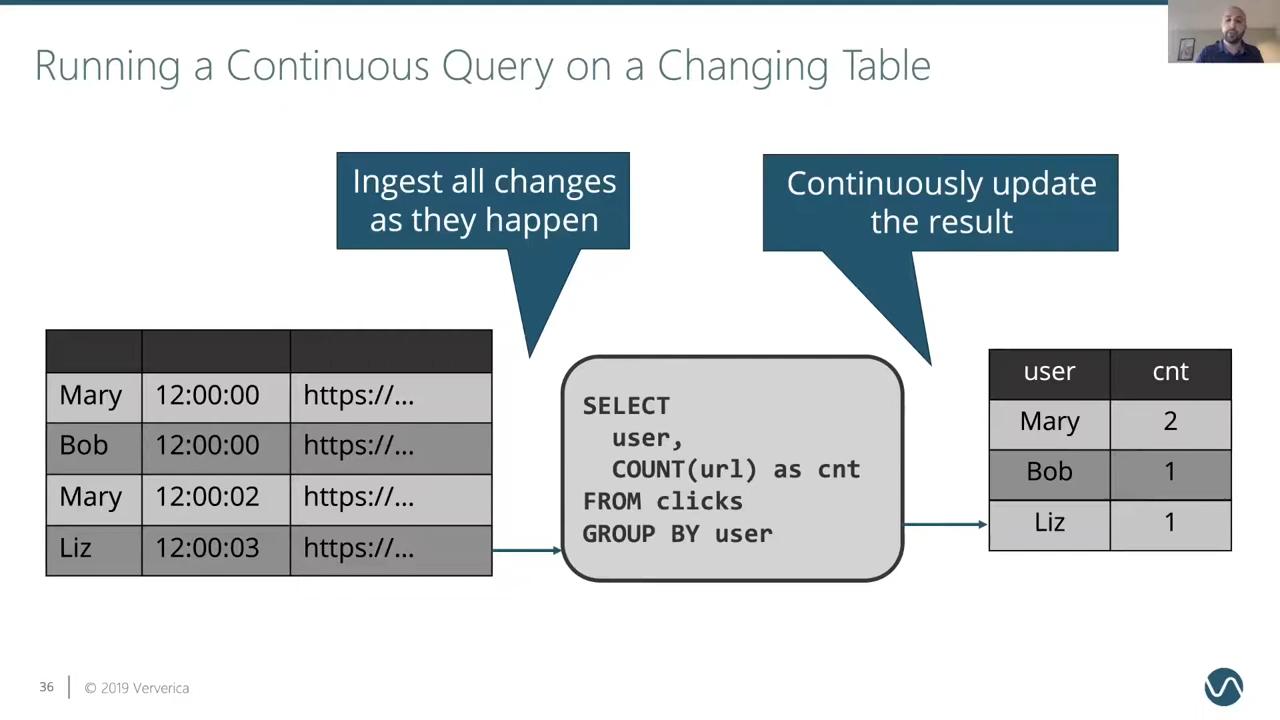 Running a Continuous Query on a Changing Table
Ingest all changes
as they happen
Continuously update
the result
Mary 12:00:00 https://...
Bob 12:00:00 https://...
Mary 12:00:02 https://...
Liz 12:00:03 https://...
SELECT
user,
COUNT(url) as cnt
FROM clicks
GROUP BY user
user cnt
Mary 2
Bob 1
Liz 1
36 © 2019 Ververica